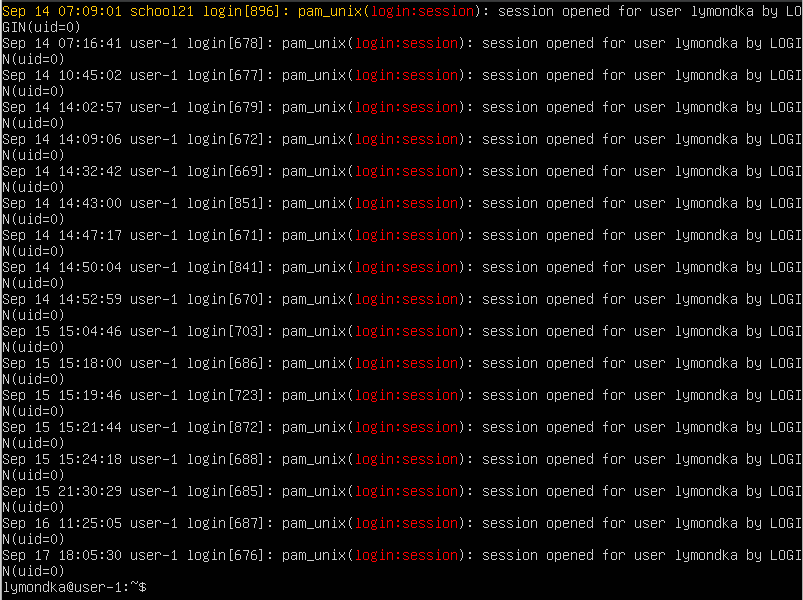 Sep 14 07:09:01 school21 login[896]: pam_unix(login:session): session opened for user lymondka by LO
GIN(uid=0)
Sep 14 07:16:41 user-1 login[678]: pam_unix(login:session): session opened for user lymondka by LOGI
N(uid=0)
Sep 14 10:45:02 user-1 login[677]: pam_unix(login:session): session opened for user lymondka by LOGI
N(uid=0)
Sep 14 14:02:57 user-1 login[679]: pam_unix(login:session): session opened for user lymondka by LOGI
N(uid=0)
Sep 14 14:09:06 user-1 login[672]: pam_unix(login:session): session opened for user lymondka by LOGI
N(uid=0)
Sep 14 14:32:42 user-1 login[669]: pam_unix(login:session): session opened for user lymondka by LOGI
N(uid=0)
Sep 14 14:43:00 user-1 login[851]: pam_unix(login:session): session opened for user lymondka by LOGI
N(uid=0)
Sep 14 14:47:17 user-1 login[671]: pam_unix(login:session): session opened for user lymondka by LOGI
N(uid=0)
Sep 14 14:50:04 user-1 login[841]: pam_unix(login:session): session opened for user lymondka by LOGI
N(uid=0)
Sep 14 14:52:59 user-1 login[670]: pam_unix(login:session): session opened for user lymondka by LOGI
N(uid=0)
Sep 15 15:04:46 user-1 login[703]: pam_unix(login:session): session opened for user lymondka by LOGI
N(uid=0)
Sep 15 15:18:00 user-1 login[686]: pam_unix(login:session): session opened for user lymondka by LOGI
N(uid=0)
Sep 15 15:19:46 user-1 login[723]: pam_unix(login:session): session opened for user lymondka by LOGI
N(uid=0)
Sep 15 15:21:44 user-1 login[872]: pam_unix(login:session): session opened for user lymondka by LOGI
N(uid=0)
Sep 15 15:24:18 user-1 login[688]: pam_unix(login:session): session opened for user lymondka by LOGI
N(uid=0)
Sep 15 21:30:29 user-1 login[685]: pam_unix(login:session): session opened for user lymondka by LOGI
N(uid=0)
Sep 16 11:25:05 user-1 login[687]: pam_unix(login:session): session opened for user lymondka by LOGI
N(uid=0)
Sep 17 18:05:30 user-1 login[676]: pam_unix(login:session): session opened for user lymondka by LOGI
N(uid=0)
lymondka@user-1:~$